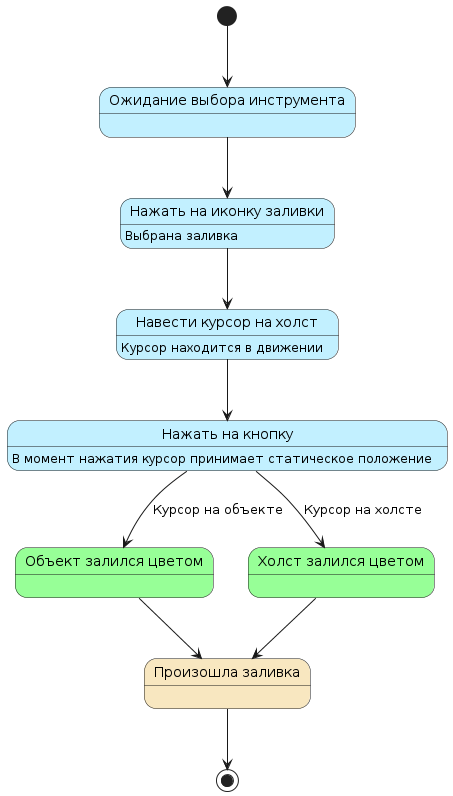 Ожидание выбора инструмента
Нажать на иконку заливки
Выбрана заливка
Навести курсор на холст
Курсор находится в движении
Нажать на кнопку
В момент нажатия курсор принимает статическое положение
Курсор на объекте
Курсор на холсте
Объект залился цветом
Холст залился цветом
Произошла заливка